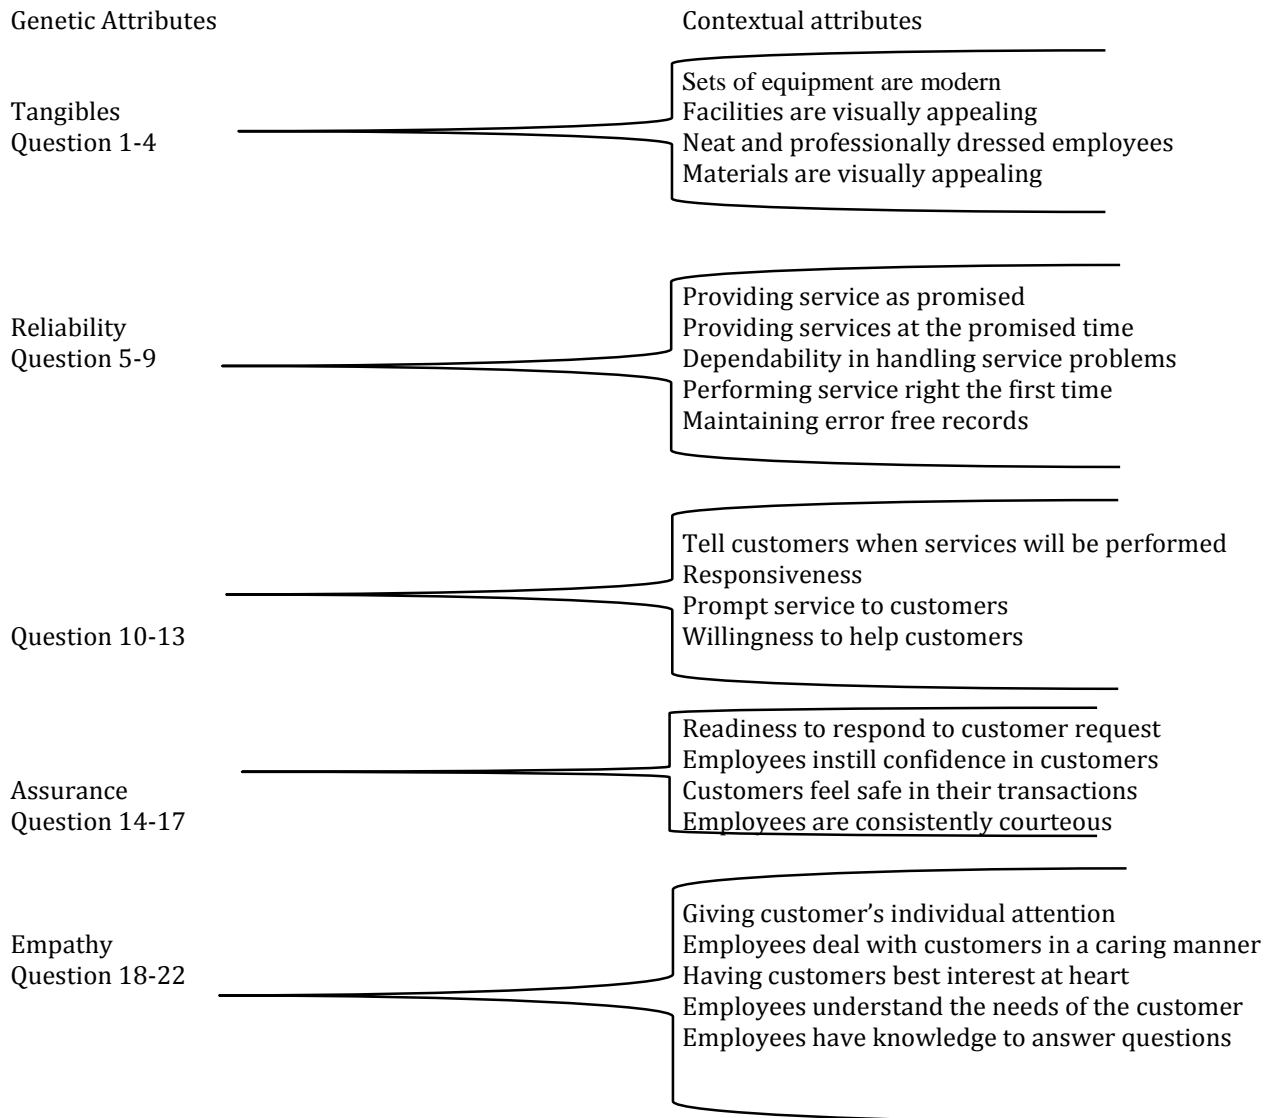 Genetic Attributes
Contextual attributes
Tangibles
Question 1-4
Sets of equipment are modern
Facilities are visually appealing
Neat and professionally dressed employees
Materials are visually appealing
Reliability
Question 5-9
Providing service as promised
Providing services at the promised time
Dependability in handling service problems
Performing service right the first time
Maintaining error free records
Question 10-13
Tell customers when services will be performed
Responsiveness
Prompt service to customers
Willingness to help customers
Assurance
Question 14-17
Readiness to respond to customer request
Employees instill confidence in customers
Customers feel safe in their transactions
Employees are consistently courteous
Empathy
Question 18-22
Giving customer’s individual attention
Employees deal with customers in a caring manner
Having customers best interest at heart
Employees understand the needs of the customer
Employees have knowledge to answer questions